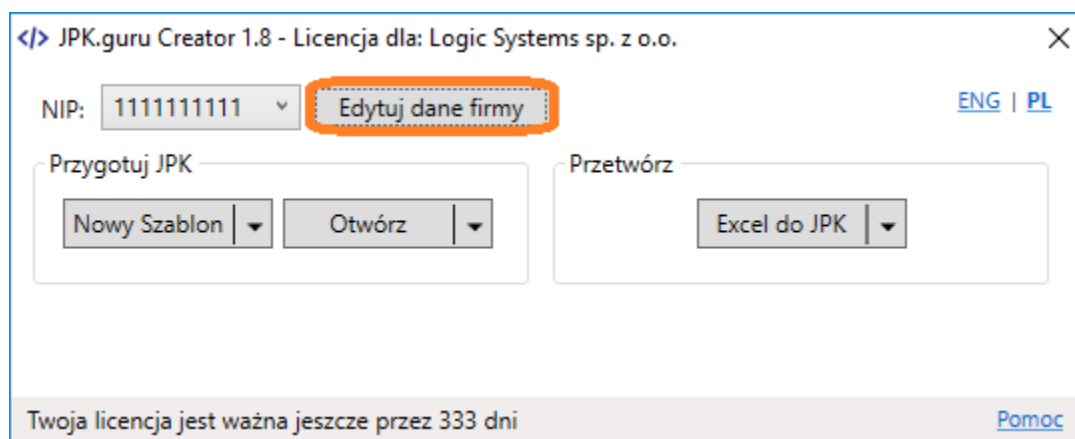 </> JPK.guru Creator 1.8 - Licencja dla: Logic Systems sp. z o.o.
NIP: 1111111111 Edytuj dane firmy ENG | PL
Przygotuj JPK Przetwórz
Nowy Szablon Otwórz Excel do JPK
Twoja licencja jest ważna jeszcze przez 333 dni Pomoc